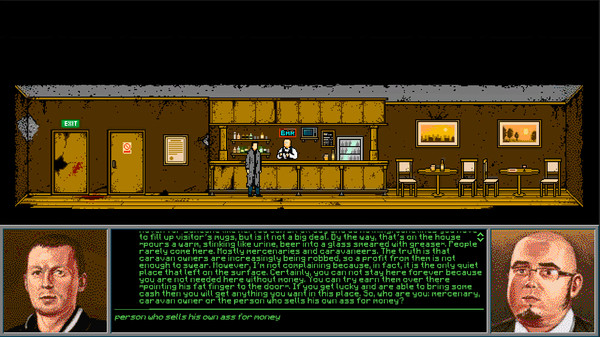 EXIT
BAR
to fill up visitor's mugs, but is it not a big deal. By the way, that's on the house
*pours a warm, stinking like urine, beer into a glass smeared with grease*. People
rarely come here. Mostly mercenaries and caravaneers. The truth is that
caravan owners are increasingly being robbed, so a profit from them is not
enough to swear. However, I'm not complaining because, in fact, it is the only quiet
place that left on the surface. Certainly, you can not stay here forever because
you are not needed here without money. You can try earn them over there
*pointing his fat finger to the door*. If you get lucky and are able to bring some
cash then you will get anything you want in this place. So, who are you: mercenary,
caravan owner or the person who sells his own ass for money?
person who sells his own ass for money